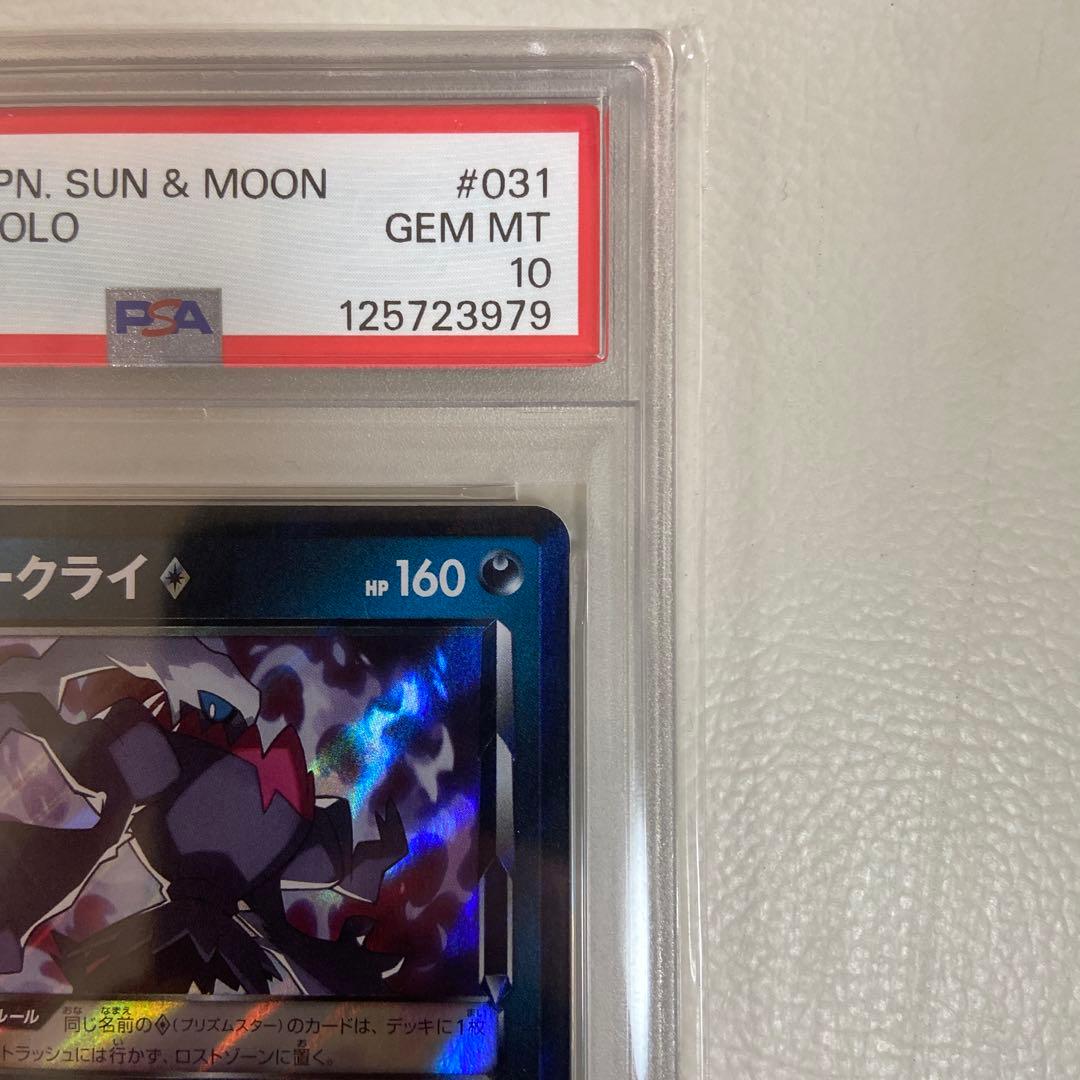 PN. SUN & MOON #031
OLO GEM MT
10
PSA 125723979
ークライ HP 160
ルール 同じ名前の◇(プリズムスター)のカードは、デッキに1枚
トラッシュには行かず、ロストゾーンに置く。